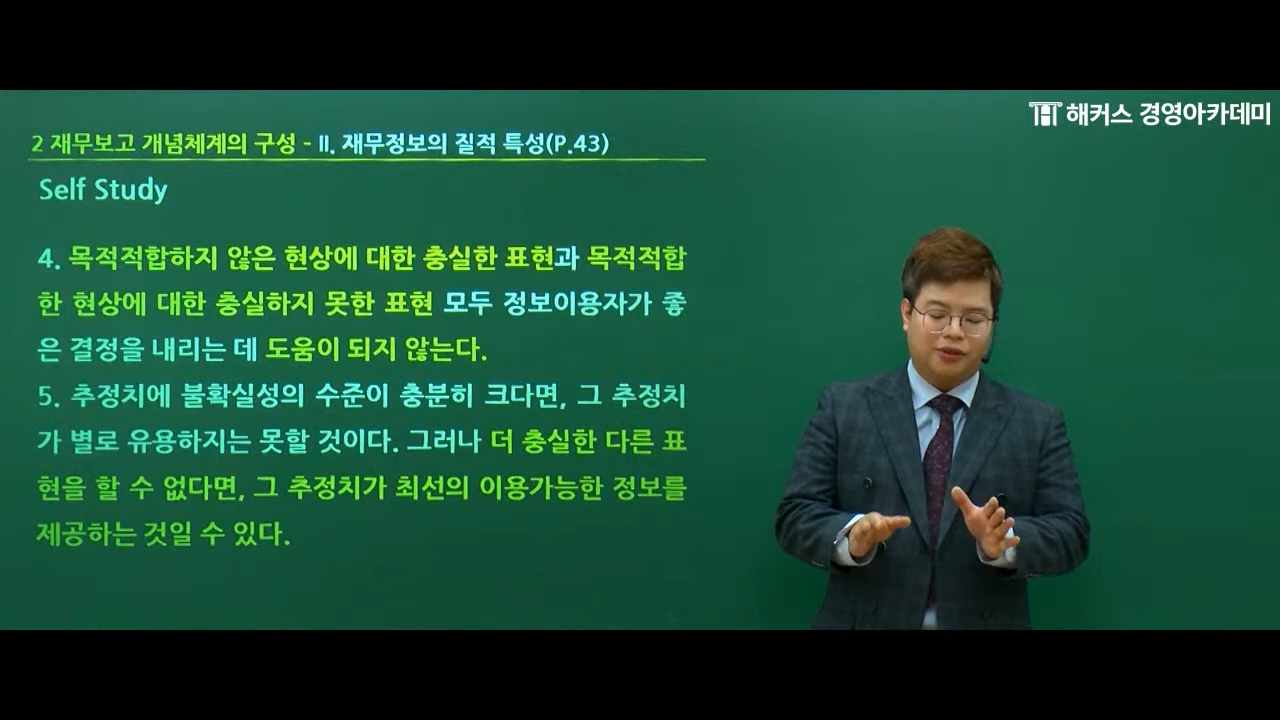 해커스 경영아카데미
2 재무보고 개념체계의 구성 - II. 재무정보의 질적 특성(P.43)
Self Study
4. 목적적합하지 않은 현상에 대한 충실한 표현과 목적적합
한 현상에 대한 충실하지 못한 표현 모두 정보이용자가 좋
은 결정을 내리는 데 도움이 되지 않는다.
5. 추정치에 불확실성의 수준이 충분히 크다면, 그 추정치
가 별로 유용하지는 못할 것이다. 그러나 더 충실한 다른 표
현을 할 수 없다면, 그 추정치가 최선의 이용가능한 정보를
제공하는 것일 수 있다.